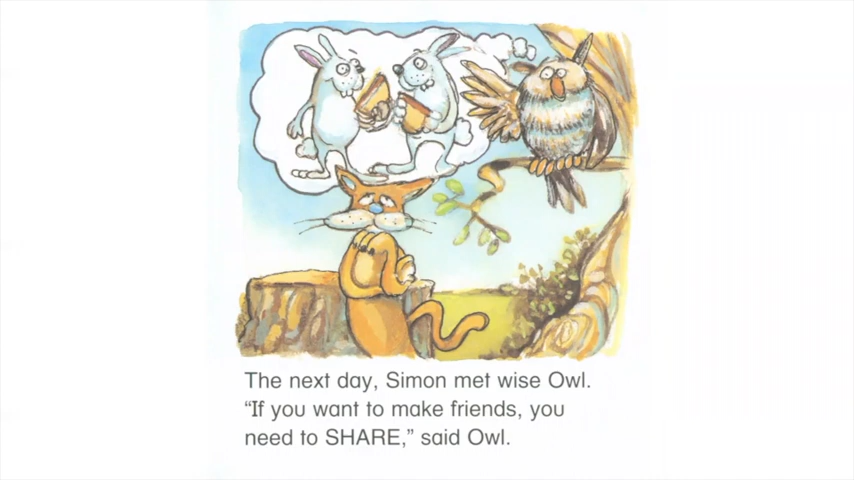 The next day, Simon met wise Owl.
“If you want to make friends, you
need to SHARE,” said Owl.